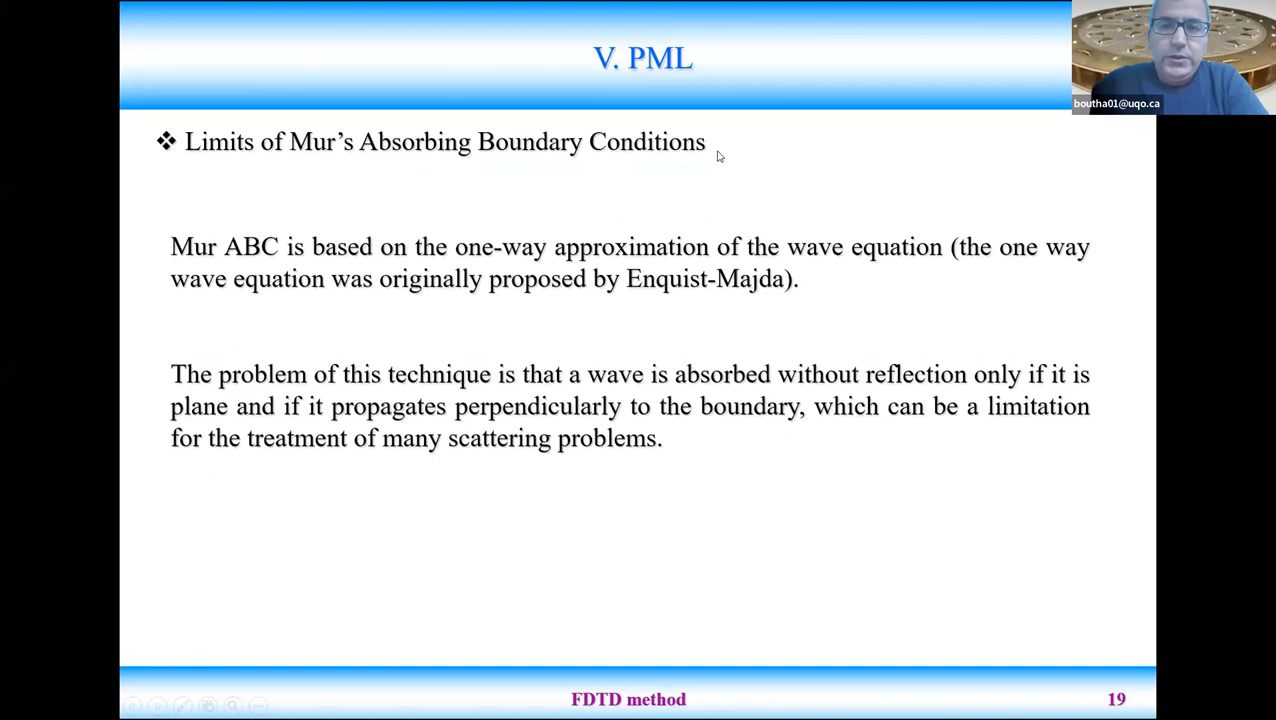 V. PML
boutha01@uqo.ca
❖ Limits of Mur’s Absorbing Boundary Conditions
Mur ABC is based on the one-way approximation of the wave equation (the one way
wave equation was originally proposed by Enquist-Majda).
The problem of this technique is that a wave is absorbed without reflection only if it is
plane and if it propagates perpendicularly to the boundary, which can be a limitation
for the treatment of many scattering problems.
FDTD method
19